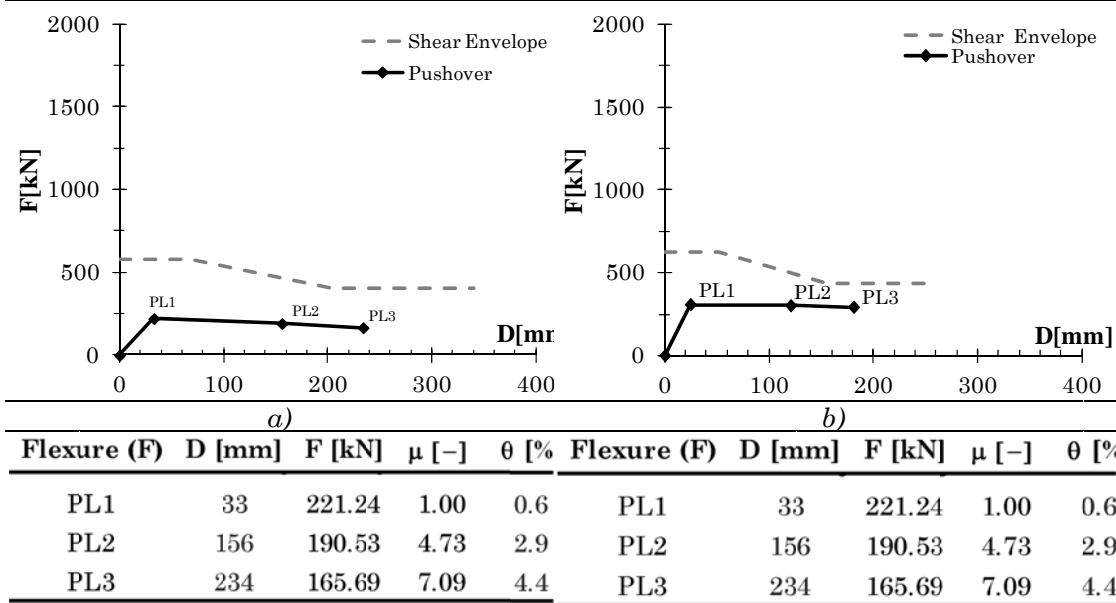 2000
1500
1000
500
0
F[kN]
Shear Envelope
Pushover
PL1
PL2
PL3
D[mm
0
100
200
300
400
2000
1500
1000
500
0
F[kN]
Shear Envelope
Pushover
PL1
PL2
PL3
D[mm]
0
100
200
300
400
a)
b)
Flexure (F) D [mm] F [kN] μ [−] θ [%
PL1 33 221.24 1.00 0.6
PL2 156 190.53 4.73 2.9
PL3 234 165.69 7.09 4.4
Flexure (F) D [mm] F [kN] μ [−] θ [%
PL1 33 221.24 1.00 0.6
PL2 156 190.53 4.73 2.9
PL3 234 165.69 7.09 4.4